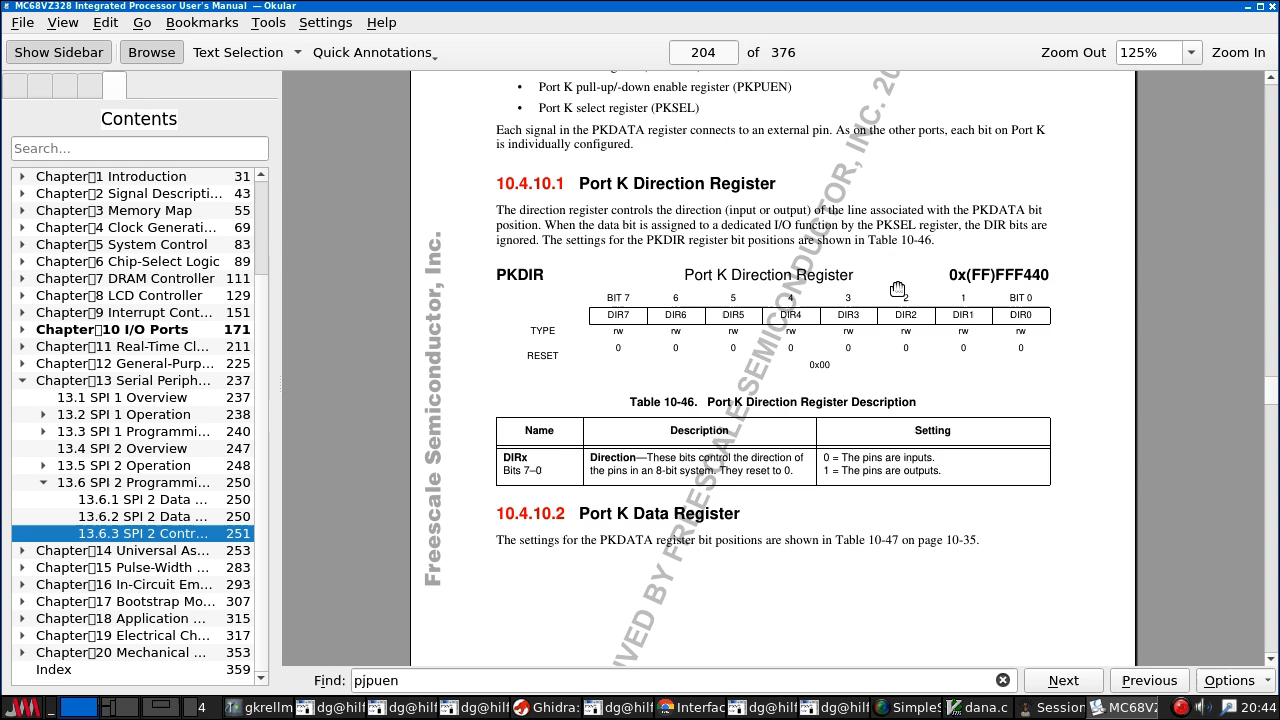 MC68VZ328 Integrated Processor User's Manual — Okular
File View Edit Go Bookmarks Tools Settings Help
Show Sidebar Browse Text Selection Quick Annotations 204 of 376 Zoom Out 125% Zoom In
Contents
Search...
Chapter 1 Introduction 31
Chapter 2 Signal Descripti... 43
Chapter 3 Memory Map 55
Chapter 4 Clock Generati... 69
Chapter 5 System Control 83
Chapter 6 Chip-Select Logic 89
Chapter 7 DRAM Controller 111
Chapter 8 LCD Controller 129
Chapter 9 Interrupt Cont... 151
Chapter 10 I/O Ports 171
Chapter 11 Real-Time Cl... 211
Chapter 12 General-Purp... 225
Chapter 13 Serial Periph... 237
13.1 SPI 1 Overview 237
13.2 SPI 1 Operation 238
13.3 SPI 1 Programmi... 240
13.4 SPI 2 Overview 247
13.5 SPI 2 Operation 248
13.6 SPI 2 Programmi... 250
13.6.1 SPI 2 Data ... 250
13.6.2 SPI 2 Data ... 250
13.6.3 SPI 2 Contr... 251
Chapter 14 Universal As... 253
Chapter 15 Pulse-Width ... 283
Chapter 16 In-Circuit Em... 293
Chapter 17 Bootstrap Mo... 307
Chapter 18 Application ... 315
Chapter 19 Electrical Ch... 317
Chapter 20 Mechanical ... 353
Index 359
Freescale Semiconductor, Inc.
IVED BY FREESCALE SEMICONDUCTOR, INC. 20
• Port K pull-up/-down enable register (PKPUEN)
• Port K select register (PKSEL)
Each signal in the PKDATA register connects to an external pin. As on the other ports, each bit on Port K
is individually configured.
10.4.10.1 Port K Direction Register
The direction register controls the direction (input or output) of the line associated with the PKDATA bit
position. When the data bit is assigned to a dedicated I/O function by the PKSEL register, the DIR bits are
ignored. The settings for the PKDIR register bit positions are shown in Table 10-46.
PKDIR Port K Direction Register 0x(FF)FFF440
BIT 7 6 5 4 3 2 1 BIT 0
DIR7 DIR6 DIR5 DIR4 DIR3 DIR2 DIR1 DIR0
TYPE rw rw rw rw rw rw rw rw
0 0 0 0 0 0 0 0
RESET
0x00
Table 10-46. Port K Direction Register Description
Name Description Setting
DIRx Direction—These bits control the direction of 0 = The pins are inputs.
Bits 7–0 the pins in an 8-bit system. They reset to 0. 1 = The pins are outputs.
10.4.10.2 Port K Data Register
The settings for the PKDATA register bit positions are shown in Table 10-47 on page 10-35.
Find: pjpuen Next Previous Options
4 gkrellm dg@hilf dg@hilf dg@hilf Ghidra: dg@hilf Interfac dg@hilf dg@hilf SimpleS dana.c Session MC68VZ 20:44